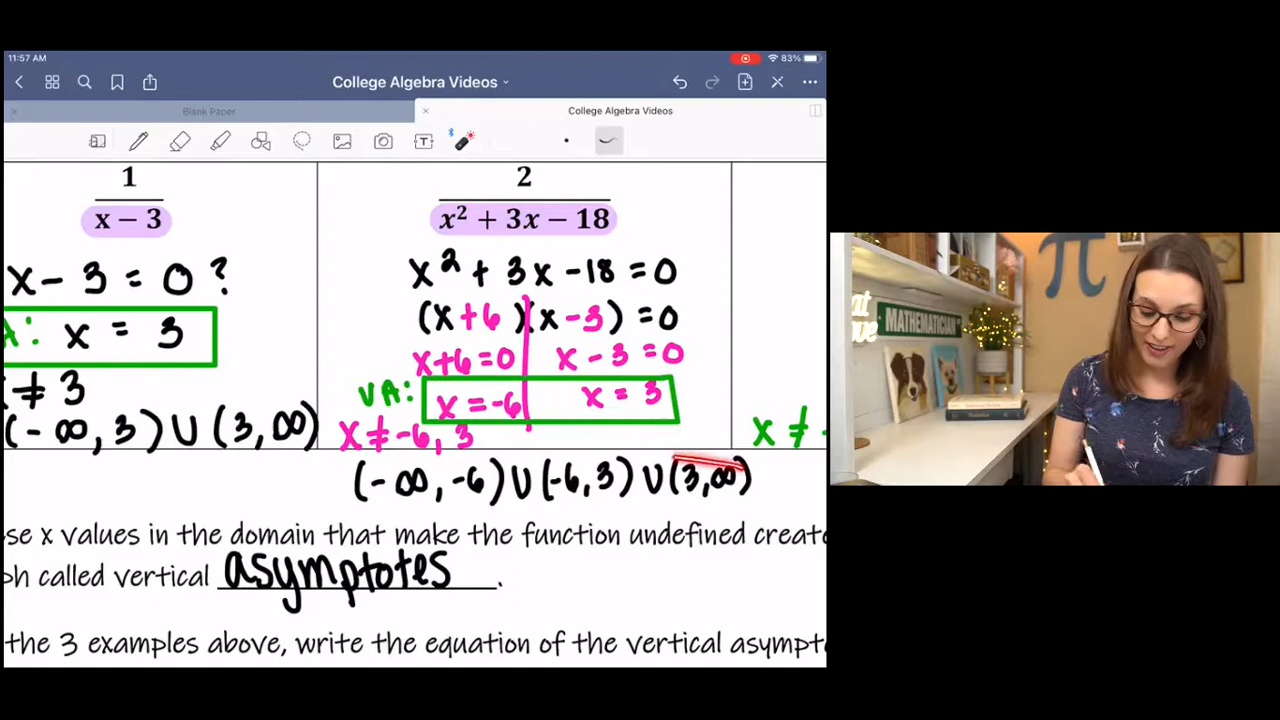 11:57 AM
83%
College Algebra Videos
Blank Paper
College Algebra Videos
1
x − 3
x − 3 = 0 ?
A: x = 3
≠ 3
(-∞, 3) ∪ (3, ∞)
2
x² + 3x − 18
x² + 3x - 18 = 0
(x + 6)(x - 3) = 0
x + 6 = 0 x - 3 = 0
VA: x = -6 x = 3
x ≠ -6, 3
x ≠ -
(-∞, -6) ∪ (-6, 3) ∪ (3, ∞)
se x values in the domain that make the function undefined create
ph called vertical asymptotes.
the 3 examples above, write the equation of the vertical asympto
π
MATHEMATICIAN